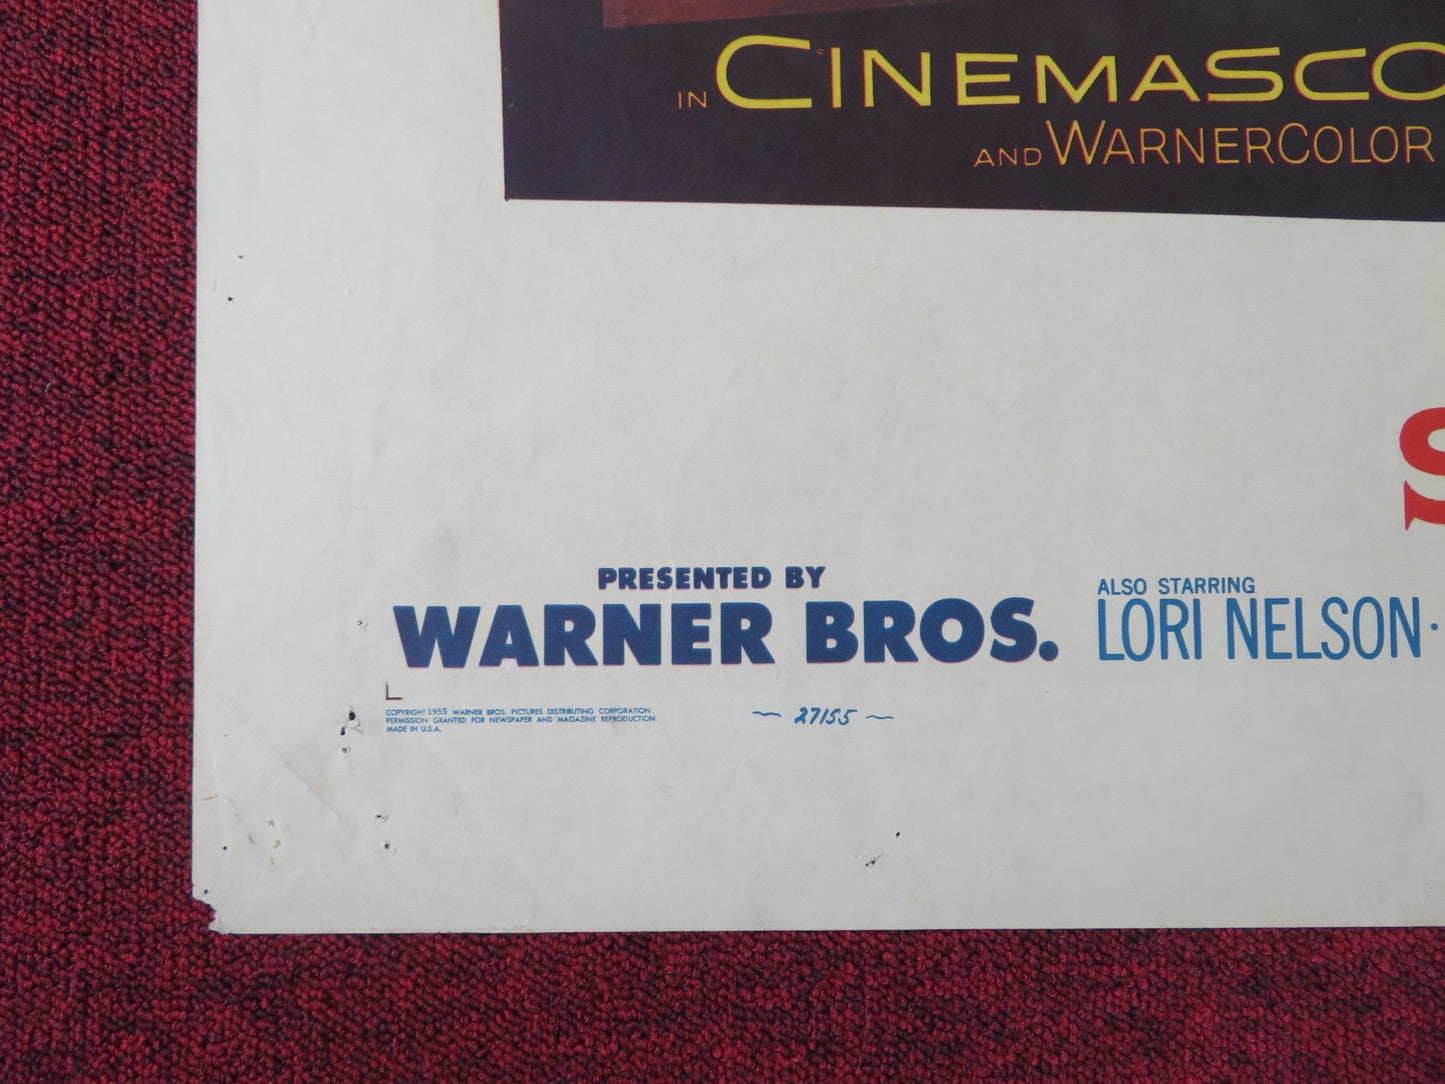 IN CINEMASCO
AND WARNERCOLOR
S
PRESENTED BY
WARNER BROS.
ALSO STARRING
LORI NELSON ·
COPYRIGHT 1955 WARNER BROS. PICTURES DISTRIBUTING CORPORATION.
PERMISSION GRANTED FOR NEWSPAPER AND MAGAZINE REPRODUCTION.
MADE IN U.S.A.
~ 27155 ~